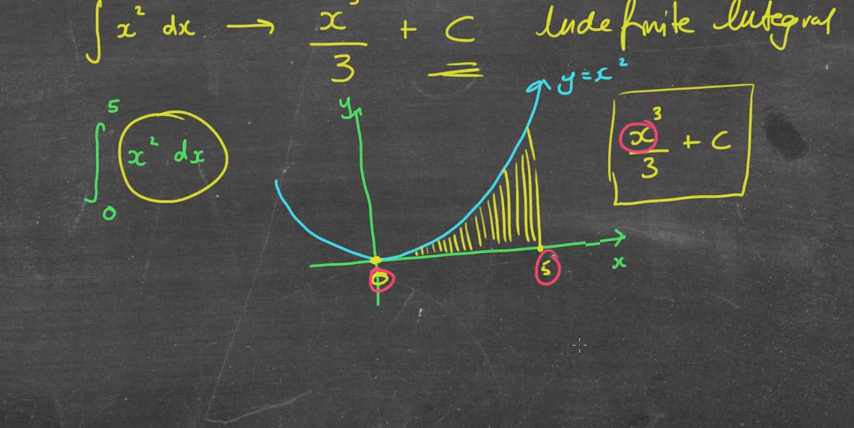 ∫ x² dx → x³/3 + C Indefinite Integral
y = x²
∫₀⁵ x² dx
y
x³/3 + C
0
5
x